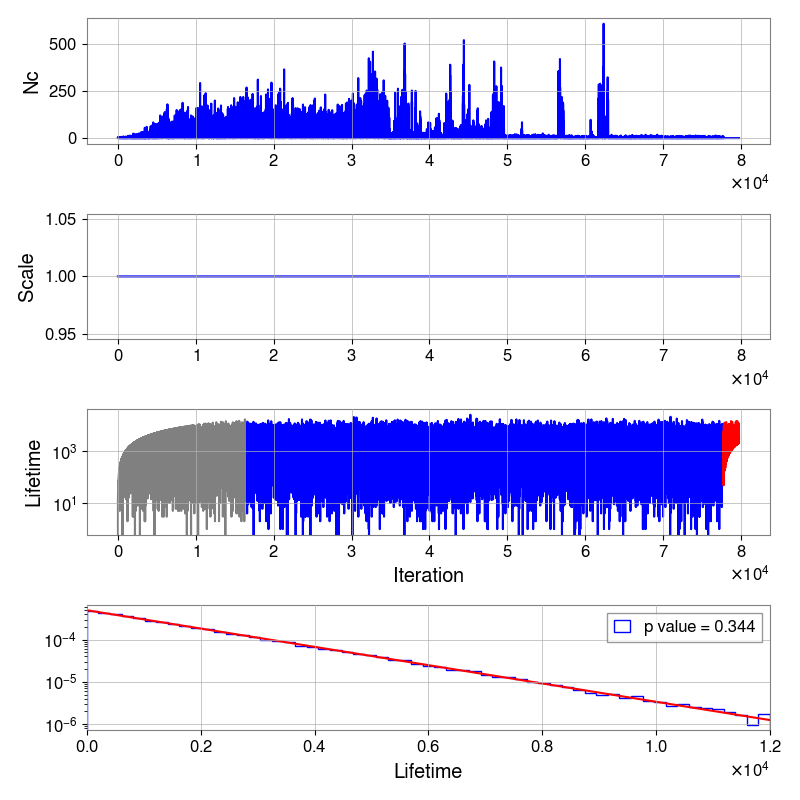 Nc
500
250
0
0 1 2 3 4 5 6 7 8
×10⁴
Scale
1.05
1.00
0.95
0 1 2 3 4 5 6 7 8
×10⁴
Lifetime
10³
10¹
0 1 2 3 4 5 6 7 8
Iteration
×10⁴
p value = 0.344
10⁻⁴
10⁻⁵
10⁻⁶
0.0 0.2 0.4 0.6 0.8 1.0 1.2
Lifetime
×10⁴